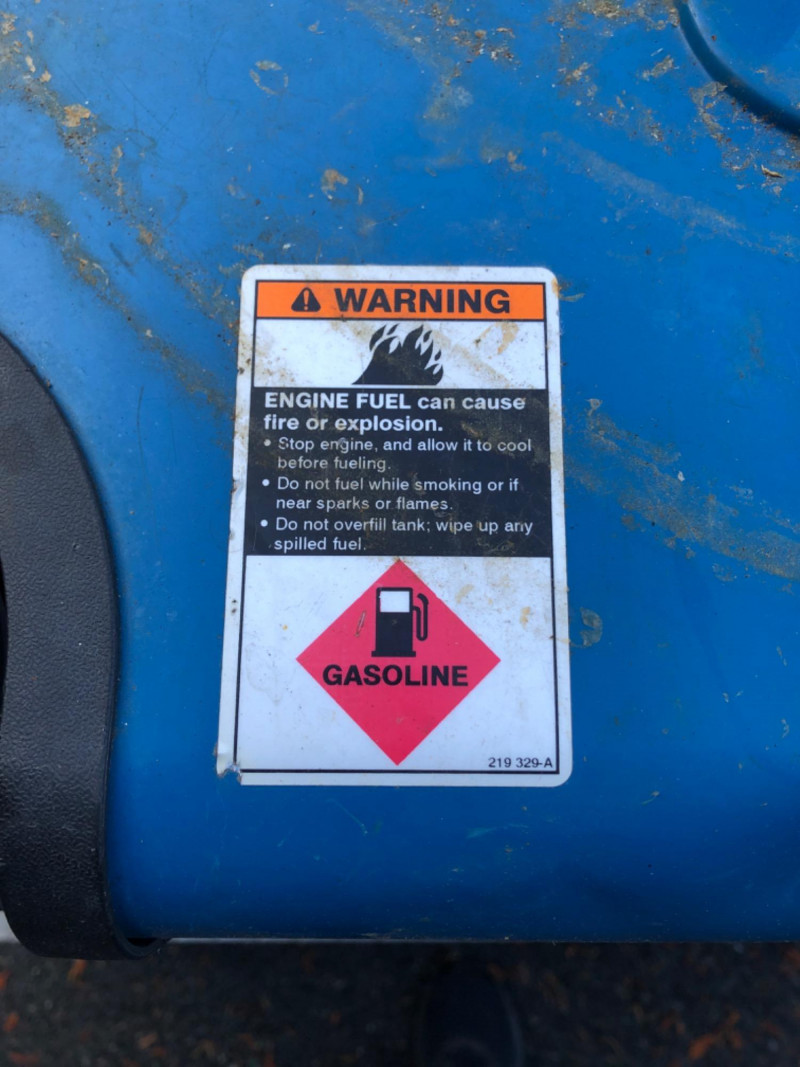 WARNING
ENGINE FUEL can cause
fire or explosion.
• Stop engine, and allow it to cool
before fueling.
• Do not fuel while smoking or if
near sparks or flames.
• Do not overfill tank; wipe up any
spilled fuel.
GASOLINE
219 329-A